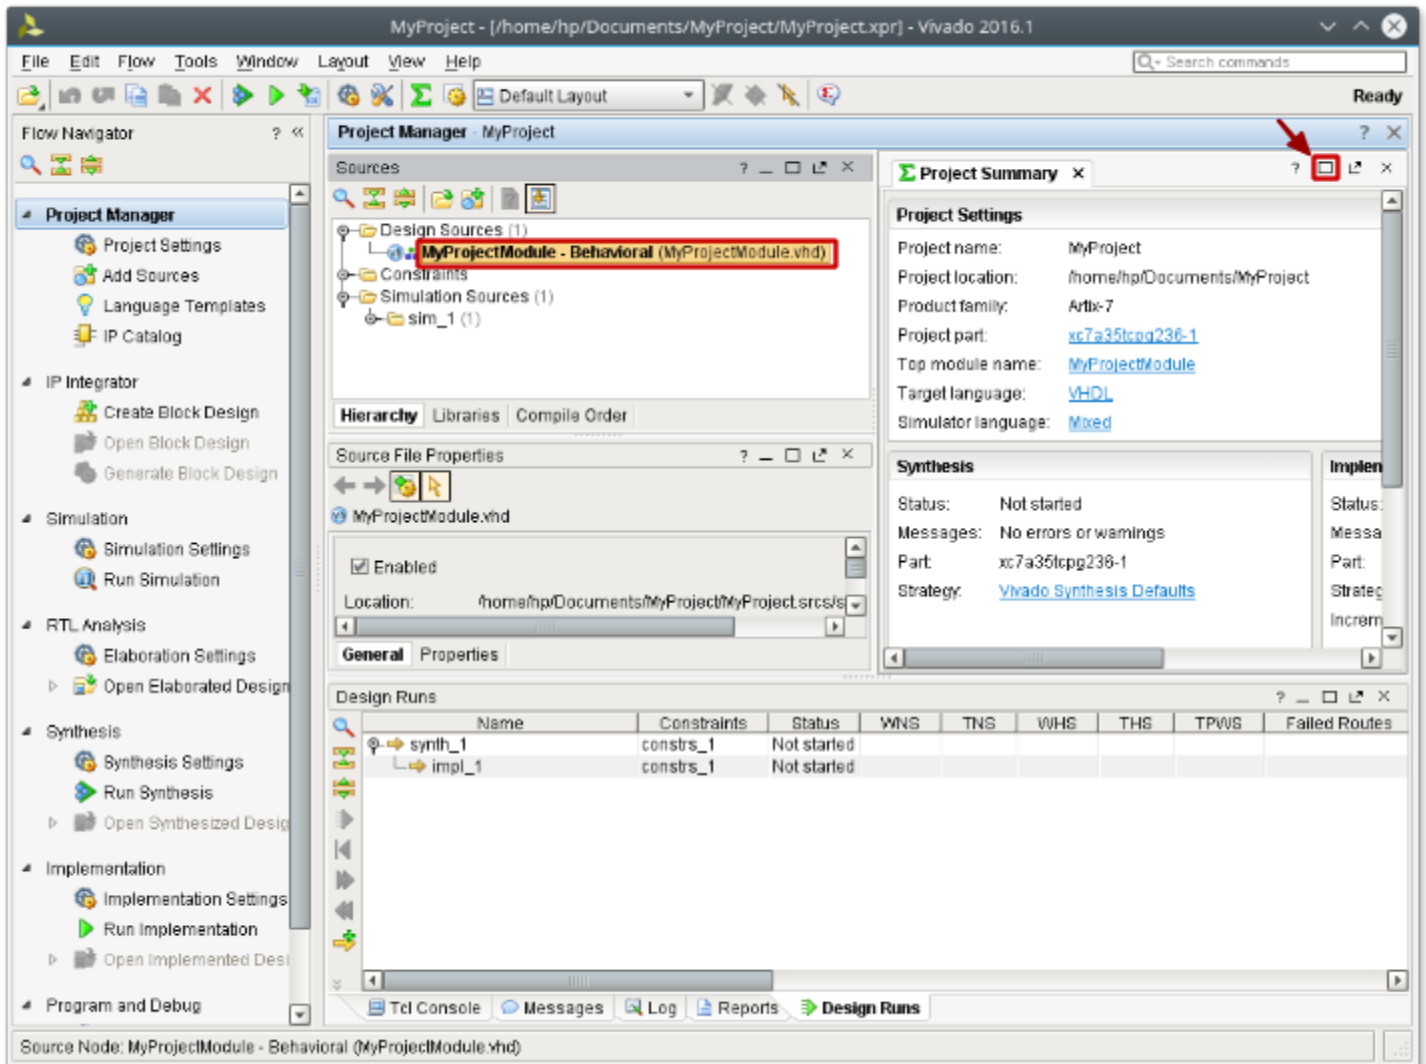 MyProject - [/home/hp/Documents/MyProject/MyProject.xpr] - Vivado 2016.1
File Edit Flow Tools Window Layout View Help
Search commands
Default Layout
Ready
Flow Navigator
Project Manager
Project Settings
Add Sources
Language Templates
IP Catalog
IP Integrator
Create Block Design
Open Block Design
Generate Block Design
Simulation
Simulation Settings
Run Simulation
RTL Analysis
Elaboration Settings
Open Elaborated Design
Synthesis
Synthesis Settings
Run Synthesis
Open Synthesized Desig
Implementation
Implementation Settings
Run Implementation
Open Implemented Desi
Program and Debug
Project Manager - MyProject
Sources
Design Sources (1)
MyProjectModule - Behavioral (MyProjectModule.vhd)
Constraints
Simulation Sources (1)
sim_1 (1)
Hierarchy Libraries Compile Order
Source File Properties
MyProjectModule.vhd
Enabled
Location: /home/hp/Documents/MyProject/MyProject.srcs/s
General Properties
Project Summary
Project Settings
Project name: MyProject
Project location: /home/hp/Documents/MyProject
Product family: Artix-7
Project part: xc7a35tcpg236-1
Top module name: MyProjectModule
Target language: VHDL
Simulator language: Mixed
Synthesis
Status: Not started
Messages: No errors or warnings
Part: xc7a35tcpg236-1
Strategy: Vivado Synthesis Defaults
Implen
Status:
Messa
Part:
Strateg
Increm
Design Runs
Name Constraints Status WNS TNS WHS THS TPWS Failed Routes
synth_1 constrs_1 Not started
impl_1 constrs_1 Not started
Tcl Console Messages Log Reports Design Runs
Source Node: MyProjectModule - Behavioral (MyProjectModule.vhd)